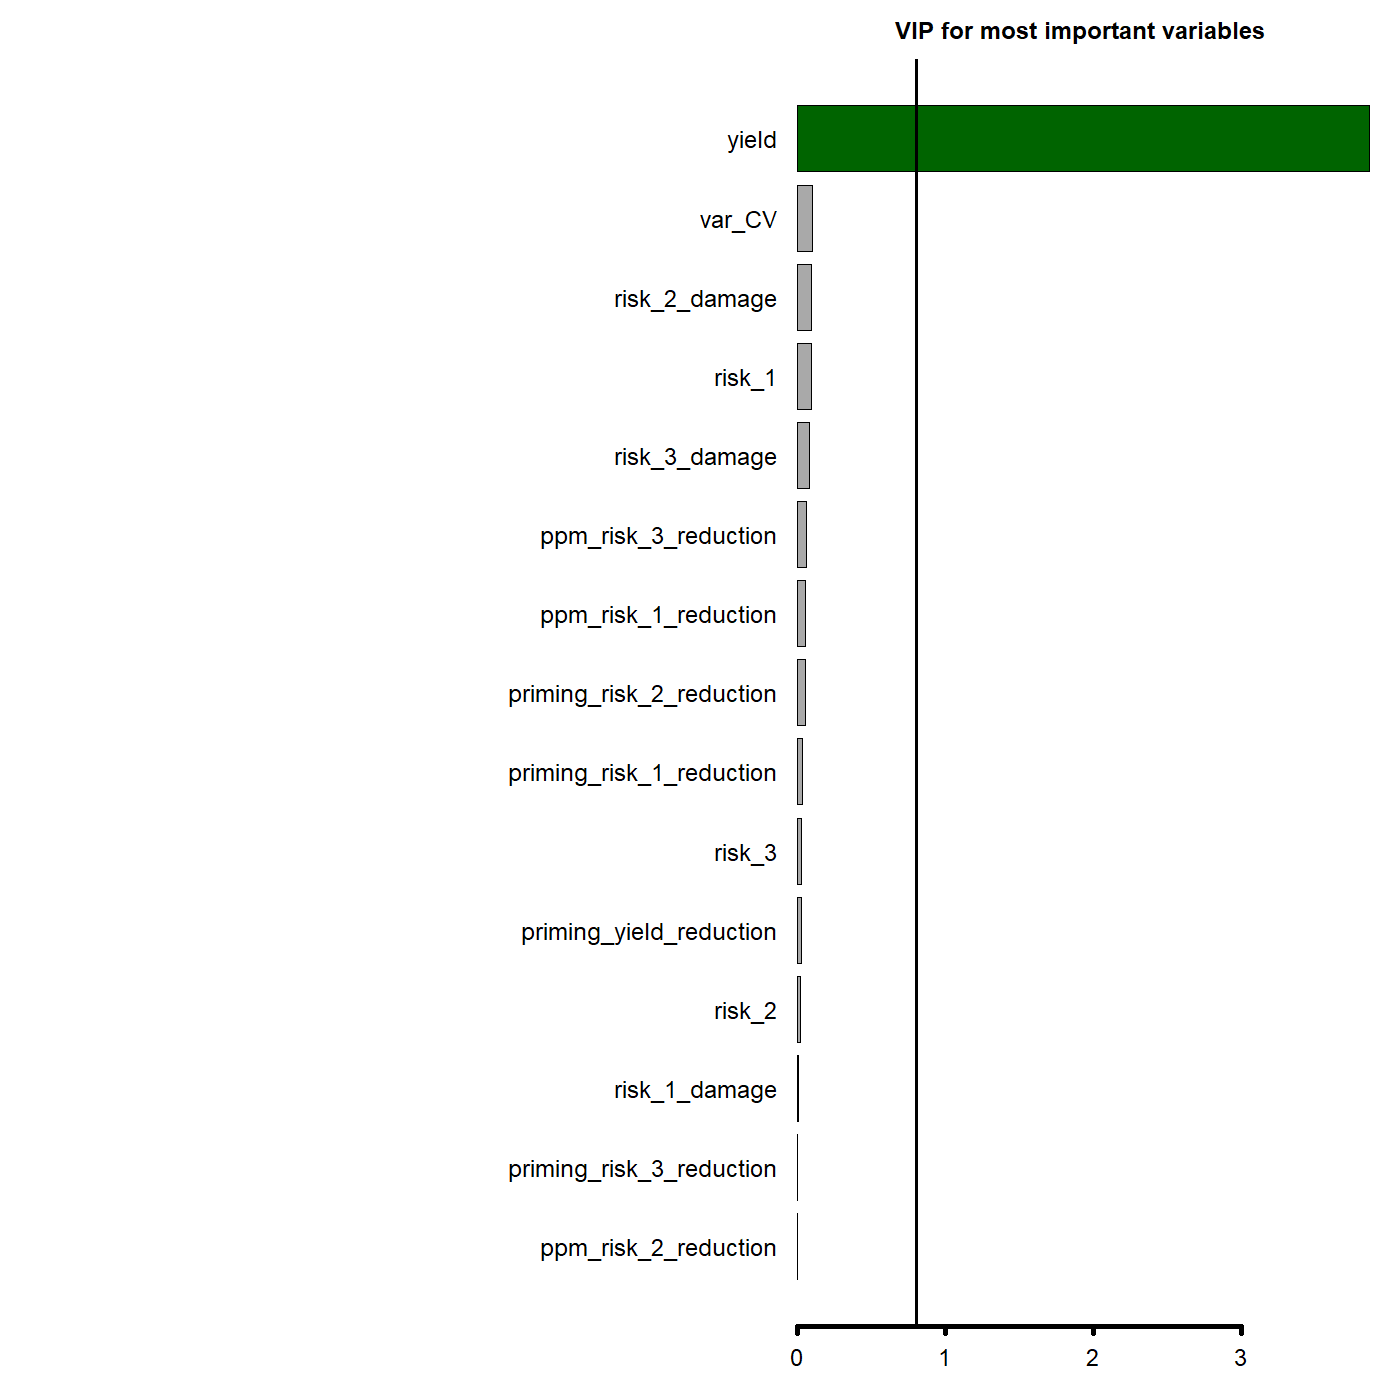 VIP for most important variables
yield
var_CV
risk_2_damage
risk_1
risk_3_damage
ppm_risk_3_reduction
ppm_risk_1_reduction
priming_risk_2_reduction
priming_risk_1_reduction
risk_3
priming_yield_reduction
risk_2
risk_1_damage
priming_risk_3_reduction
ppm_risk_2_reduction
0 1 2 3